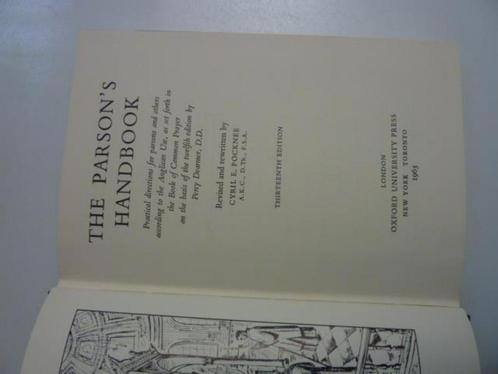 THE PARSON'S
HANDBOOK
Practical directions for parsons and others
according to the Anglican Use, as set forth in
the Book of Common Prayer
on the basis of the twelfth edition by
Percy Dearmer, D.D.
Revised and rewritten by
CYRIL E. POCKNEE
A.K.C., D.Th., F.S.A.
THIRTEENTH EDITION
LONDON
OXFORD UNIVERSITY PRESS
NEW YORK TORONTO
1965